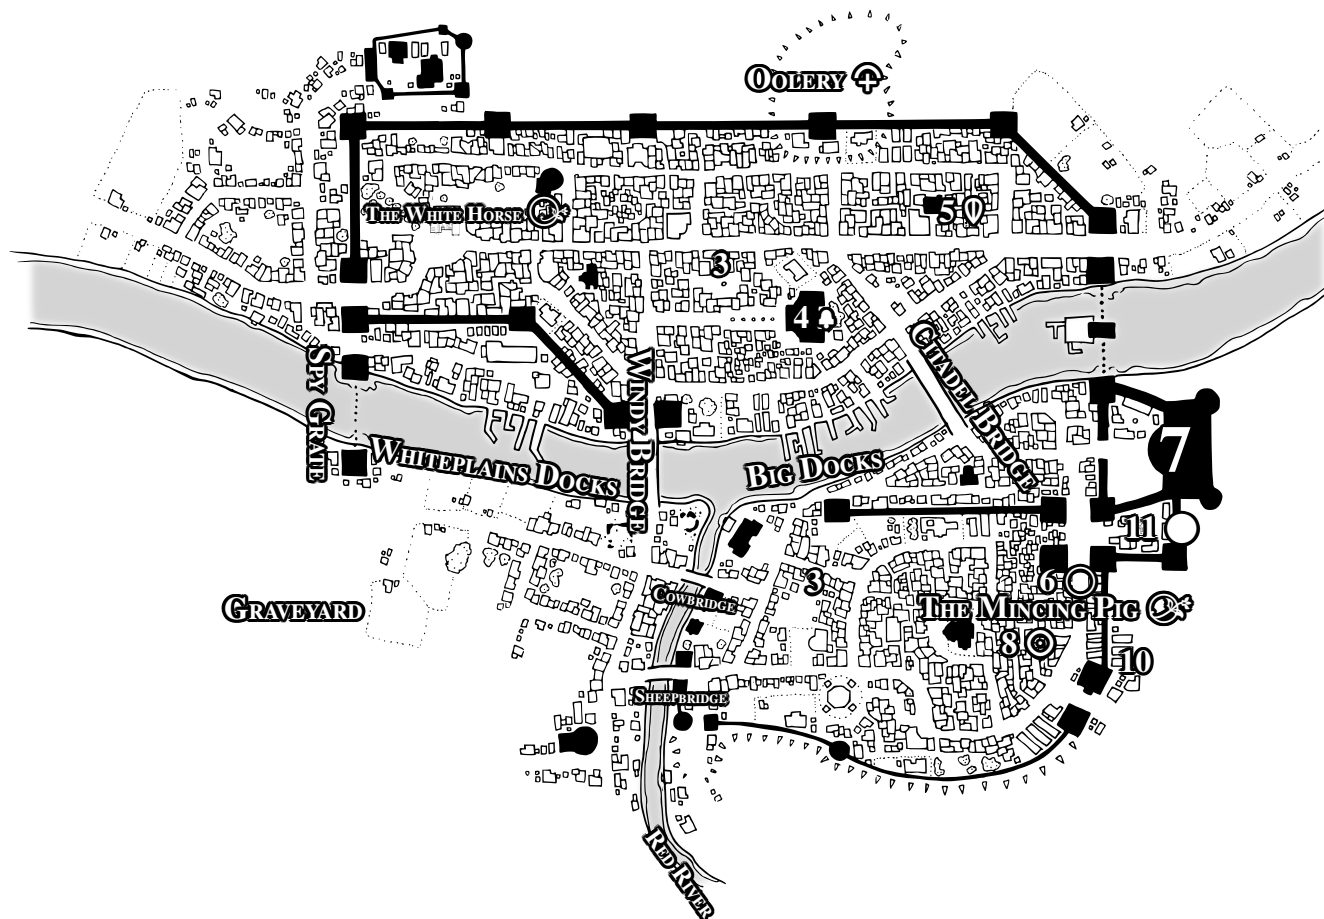 Oolery
The White Horse
5
3
4
Spy Grate
Windy Bridge
Citadel Bridge
Whiteplains Docks
Big Docks
7
11
Graveyard
Cowbridge
3
6
The Mincing Pig
8
10
Sheepbridge
Red River